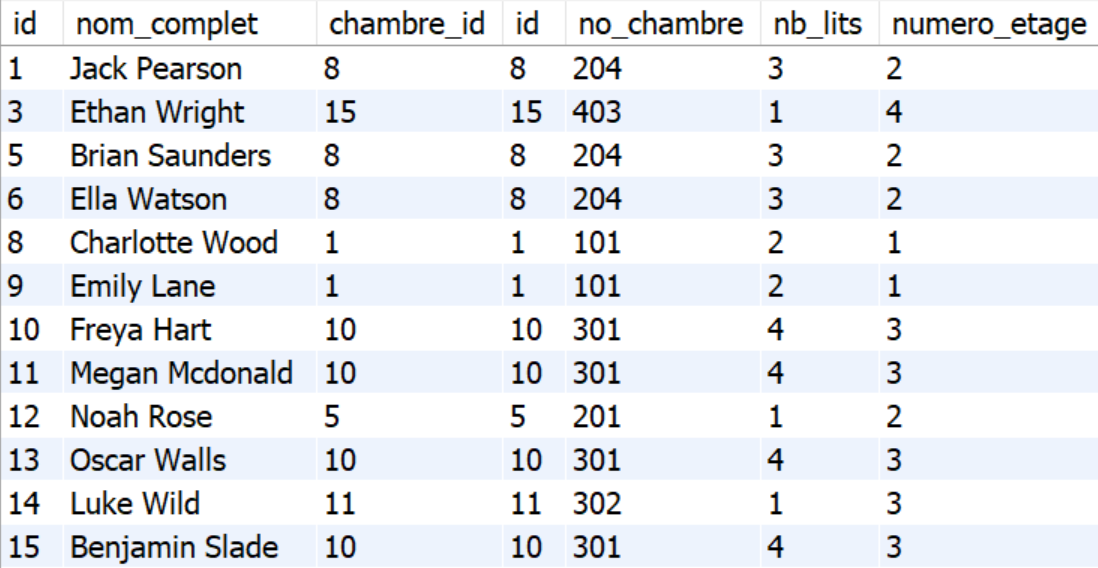 id nom_complet chambre_id id no_chambre nb_lits numero_etage
1 Jack Pearson 8 8 204 3 2
3 Ethan Wright 15 15 403 1 4
5 Brian Saunders 8 8 204 3 2
6 Ella Watson 8 8 204 3 2
8 Charlotte Wood 1 1 101 2 1
9 Emily Lane 1 1 101 2 1
10 Freya Hart 10 10 301 4 3
11 Megan Mcdonald 10 10 301 4 3
12 Noah Rose 5 5 201 1 2
13 Oscar Walls 10 10 301 4 3
14 Luke Wild 11 11 302 1 3
15 Benjamin Slade 10 10 301 4 3